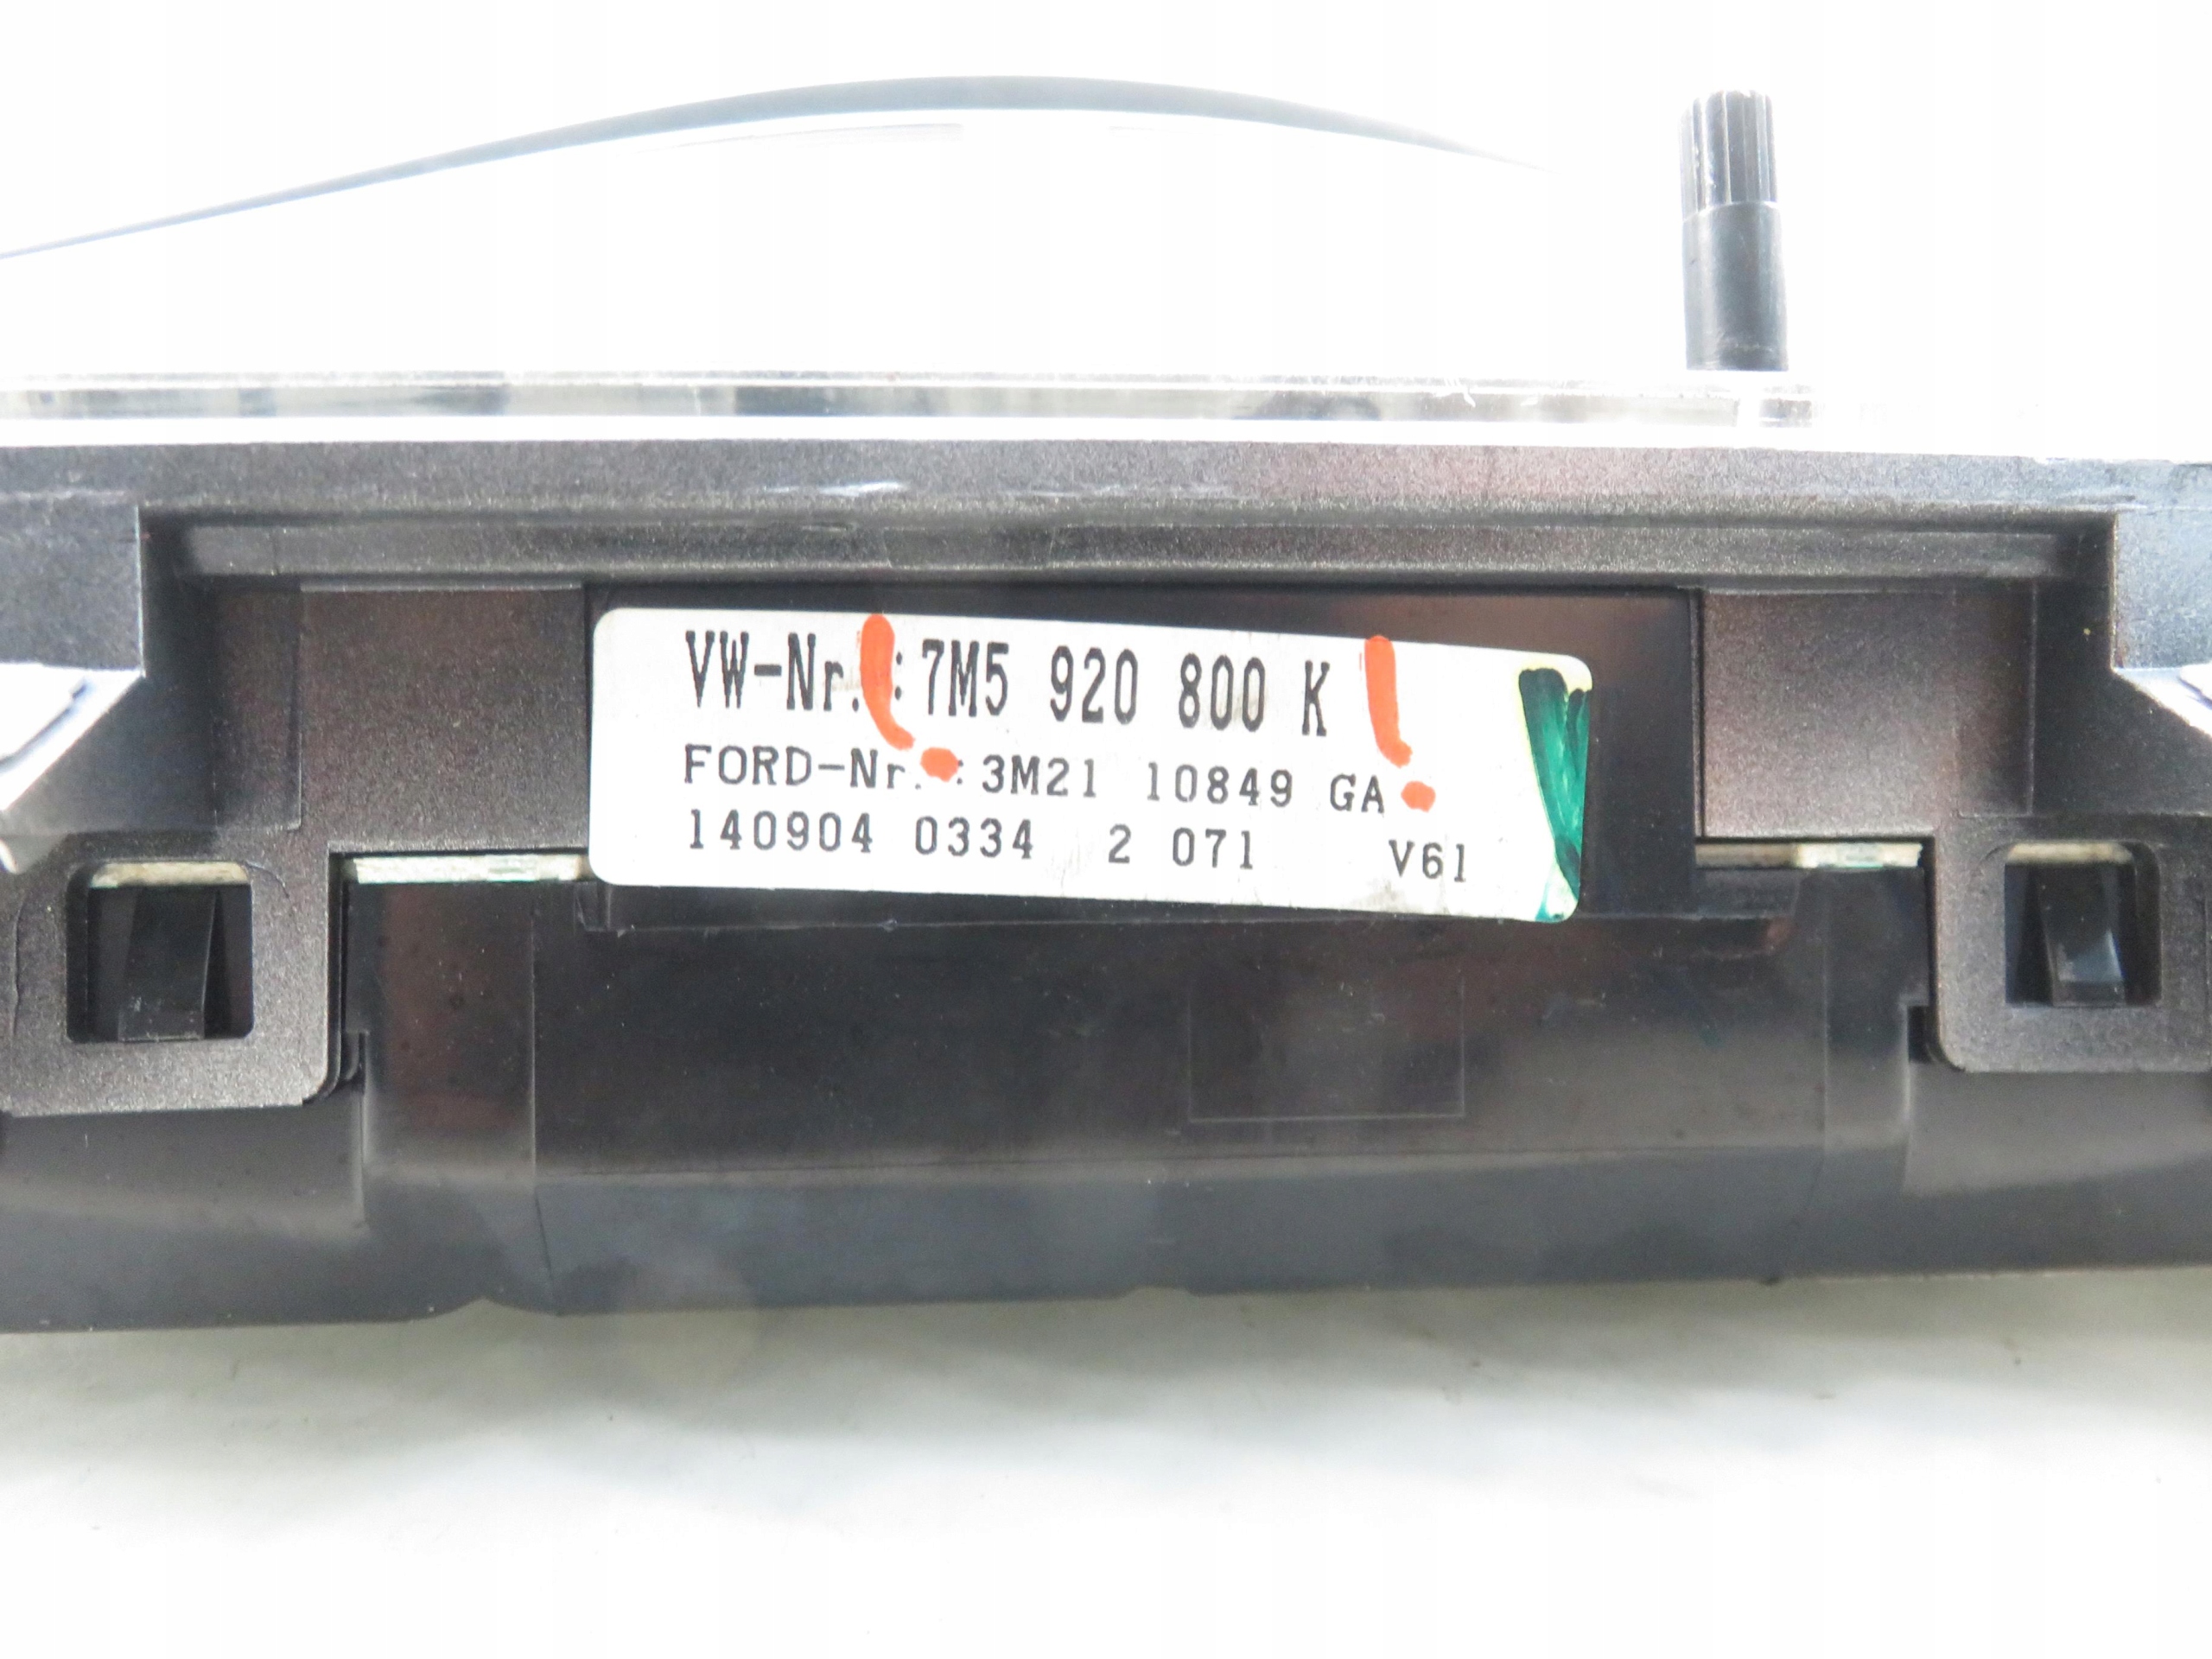 VW-Nr.: 7M5 920 800 K
FORD-Nr.: 3M21 10849 GA
140904 0334 2 071 V61